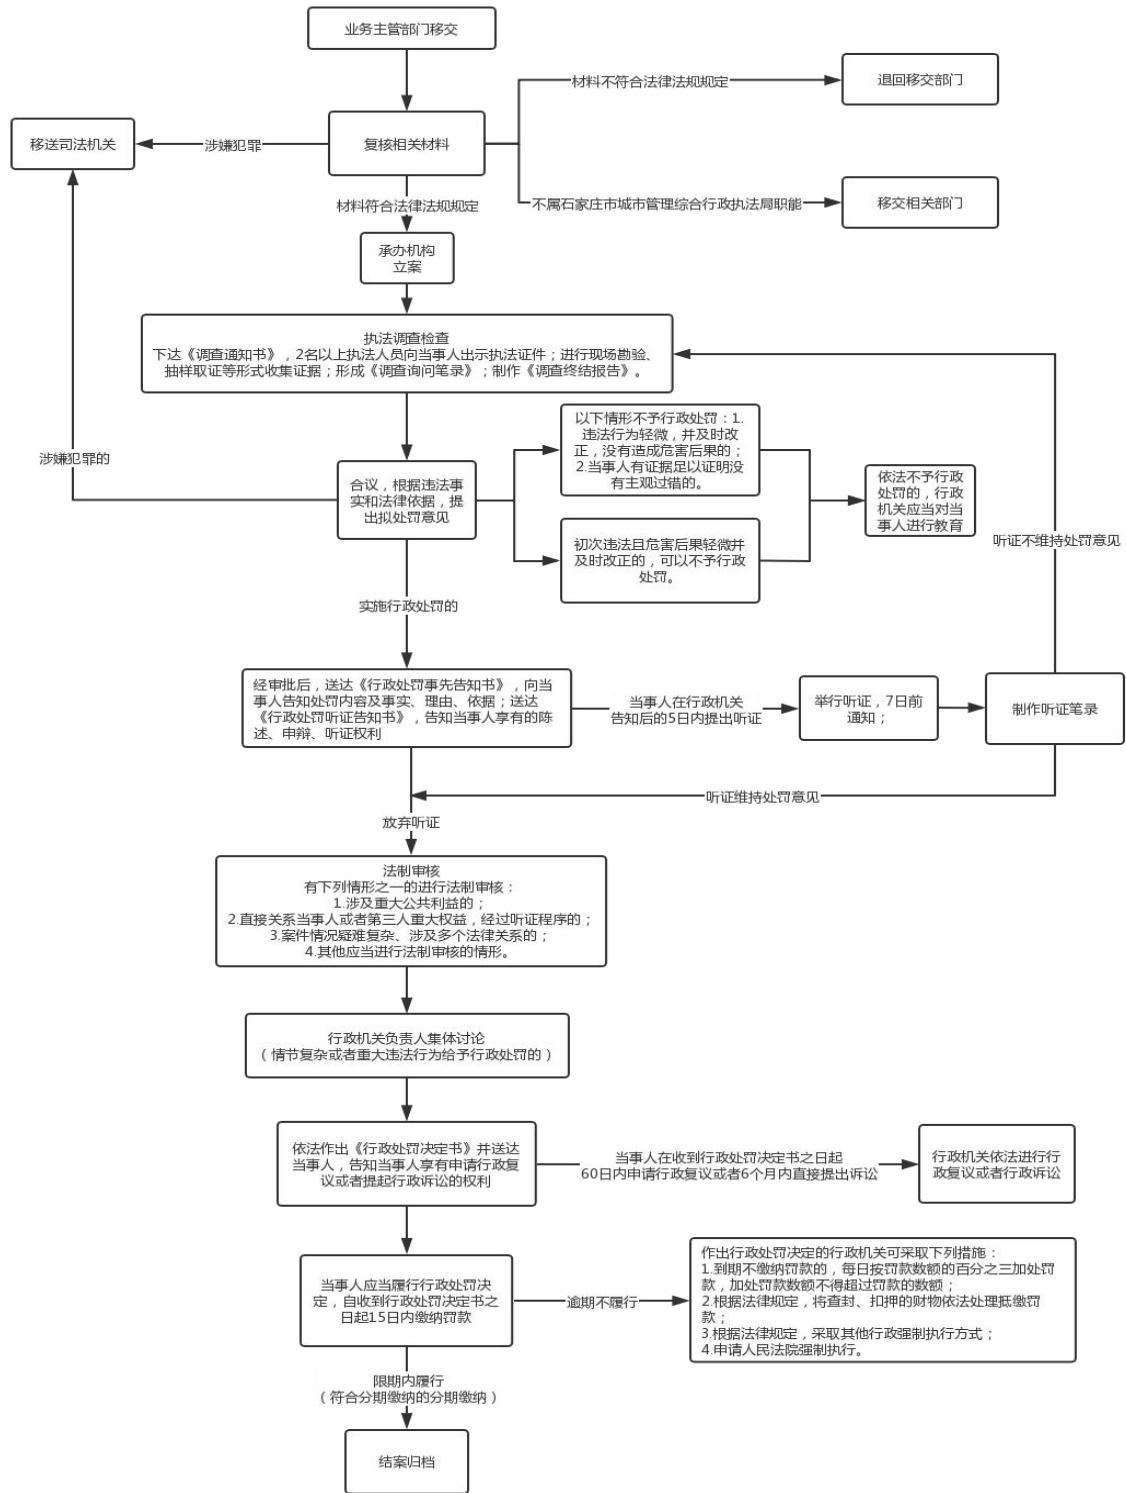 业务主管部门移交
材料不符合法律法规规定
退回移交部门
移送司法机关
涉嫌犯罪
复核相关材料
材料符合法律法规规定
不属石家庄市城市管理综合行政执法局职能
移交相关部门
承办机构
立案
执法调查检查
下达《调查通知书》，2名以上执法人员向当事人出示执法证件；进行现场勘验、
抽样取证等形式收集证据；形成《调查询问笔录》；制作《调查终结报告》。
以下情形不予行政处罚：1.
违法行为轻微，并及时改
正，没有造成危害后果的；
2.当事人有证据足以证明没
有主观过错的。
涉嫌犯罪的
合议，根据违法事
实和法律依据，提
出拟处罚意见
依法不予行政
处罚的，行政
机关应当对当
事人进行教育
初次违法且危害后果轻微并
及时改正的，可以不予行政
处罚。
听证不维持处罚意见
实施行政处罚的
经审批后，送达《行政处罚事先告知书》，向当
事人告知处罚内容及事实、理由、依据；送达
《行政处罚听证告知书》，告知当事人享有的陈
述、申辩、听证权利
当事人在行政机关
告知后的5日内提出听证
举行听证，7日前
通知；
制作听证笔录
听证维持处罚意见
放弃听证
法制审核
有下列情形之一的进行法制审核：
1.涉及重大公共利益的；
2.直接关系当事人或者第三人重大权益，经过听证程序的；
3.案件情况疑难复杂、涉及多个法律关系的；
4.其他应当进行法制审核的情形。
行政机关负责人集体讨论
（情节复杂或者重大违法行为给予行政处罚的）
依法作出《行政处罚决定书》并送达
当事人，告知当事人享有申请行政复
议或者提起行政诉讼的权利
当事人在收到行政处罚决定书之日起
60日内申请行政复议或者6个月内直接提出诉讼
行政机关依法进行行
政复议或者行政诉讼
当事人应当履行行政处罚决
定，自收到行政处罚决定书之
日起15日内缴纳罚款
逾期不履行
作出行政处罚决定的行政机关可采取下列措施：
1.到期不缴纳罚款的，每日按罚款数额的百分之三加处罚
款，加处罚款数额不得超过罚款的数额；
2.根据法律规定，将查封、扣押的财物依法处理抵缴罚
款；
3.根据法律规定，采取其他行政强制执行方式；
4.申请人民法院强制执行。
限期内履行
（符合分期缴纳的分期缴纳）
结案归档